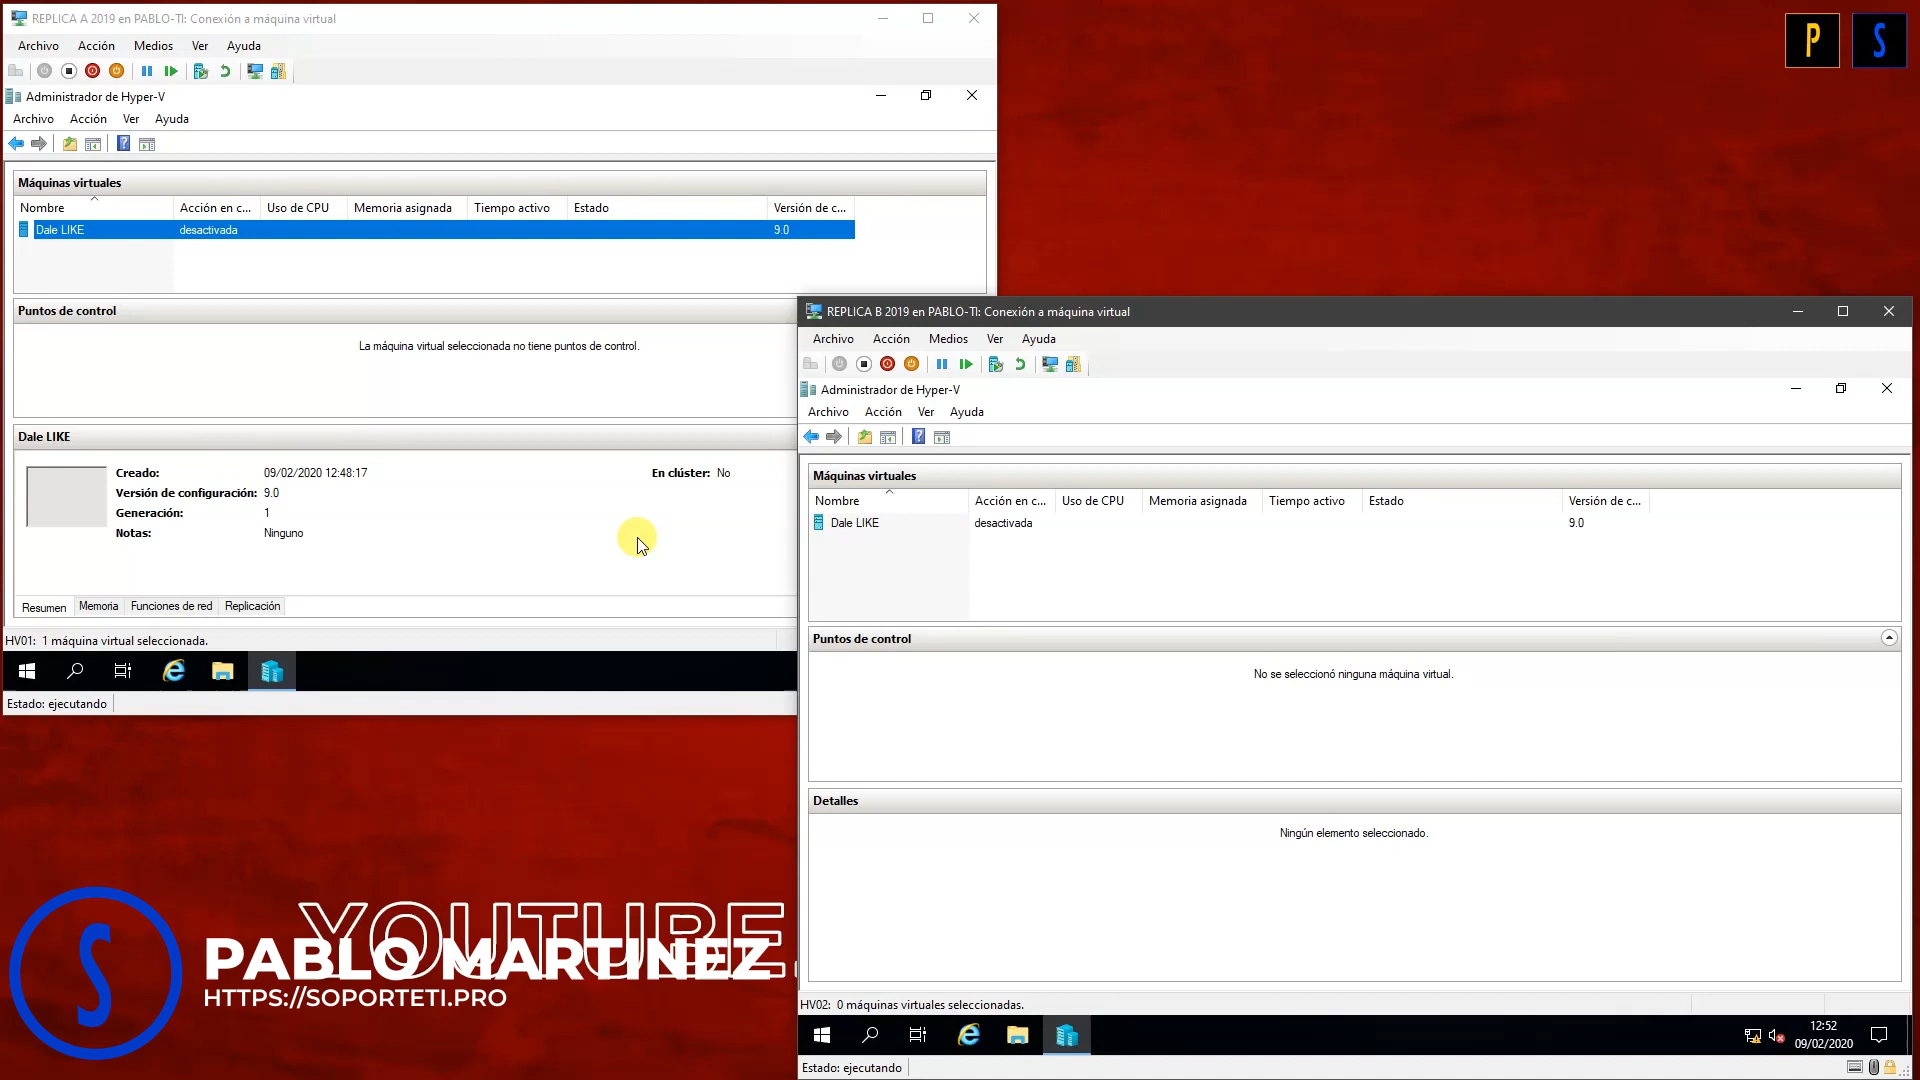 REPLICA A 2019 en PABLO-TI: Conexión a máquina virtual
Archivo Acción Medios Ver Ayuda
Administrador de Hyper-V
Archivo Acción Ver Ayuda
Máquinas virtuales
Nombre Acción en c... Uso de CPU Memoria asignada Tiempo activo Estado Versión de c...
Dale LIKE desactivada 9.0
Puntos de control
La máquina virtual seleccionada no tiene puntos de control.
Dale LIKE
Creado: 09/02/2020 12:48:17 En clúster: No
Versión de configuración: 9.0
Generación: 1
Notas: Ninguno
Resumen Memoria Funciones de red Replicación
HV01: 1 máquina virtual seleccionada.
Estado: ejecutando
P S
REPLICA B 2019 en PABLO-TI: Conexión a máquina virtual
Archivo Acción Medios Ver Ayuda
Administrador de Hyper-V
Archivo Acción Ver Ayuda
Máquinas virtuales
Nombre Acción en c... Uso de CPU Memoria asignada Tiempo activo Estado Versión de c...
Dale LIKE desactivada 9.0
Puntos de control
No se seleccionó ninguna máquina virtual.
Detalles
Ningún elemento seleccionado.
HV02: 0 máquinas virtuales seleccionadas.
12:52
09/02/2020
Estado: ejecutando
YOUTUBE.
S
PABLO MARTINEZ
HTTPS://SOPORTETI.PRO